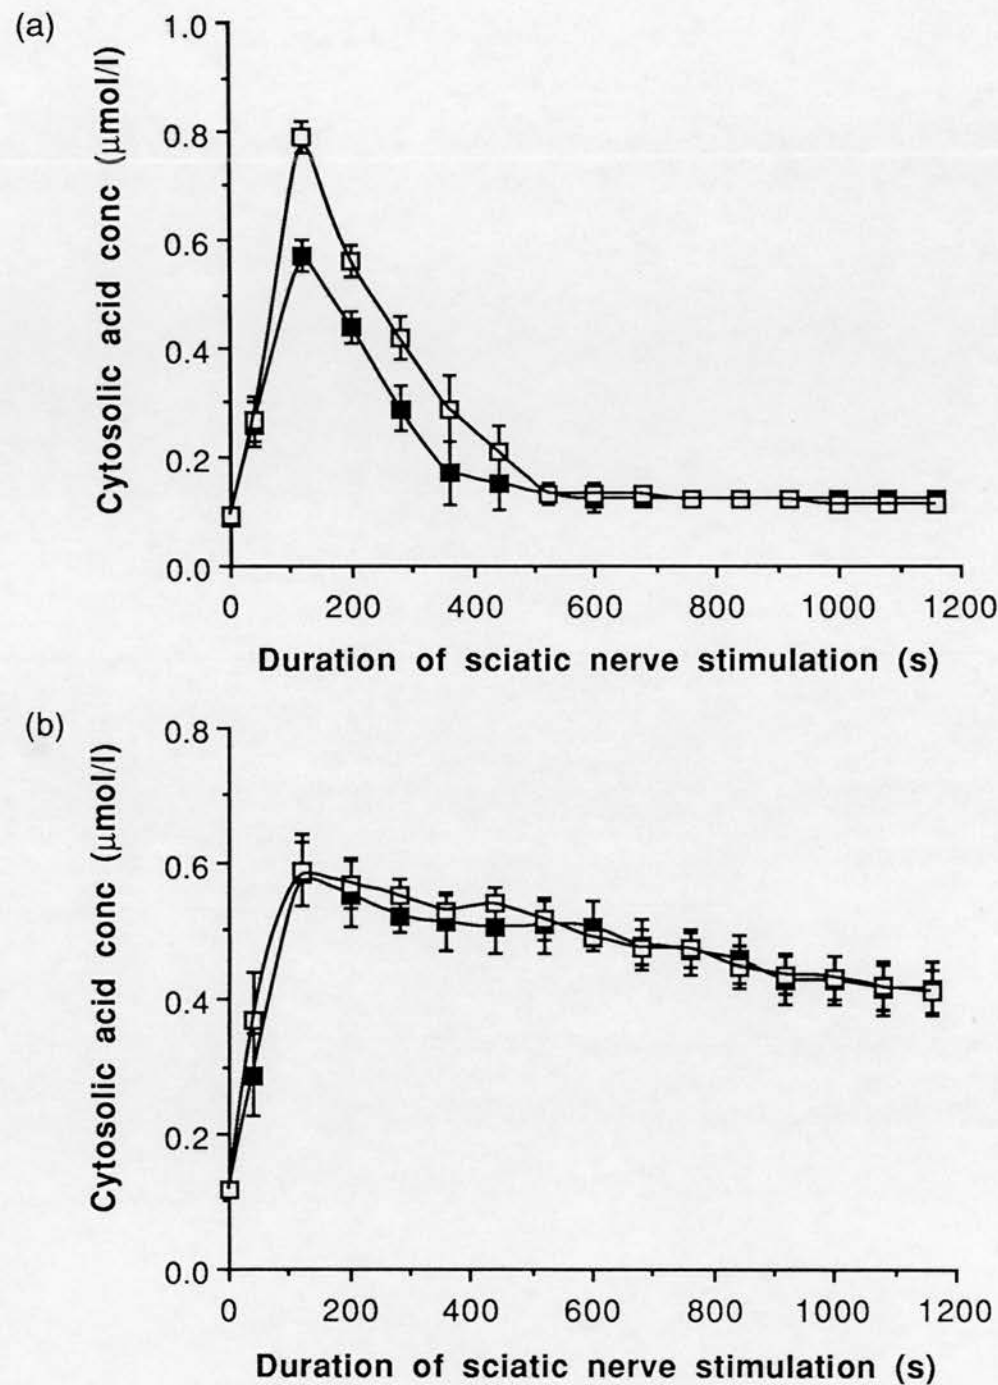 (a)
Cytosolic acid conc (μmol/l)
1.0
0.8
0.6
0.4
0.2
0.0
0 200 400 600 800 1000 1200
Duration of sciatic nerve stimulation (s)
(b)
Cytosolic acid conc (μmol/l)
0.8
0.6
0.4
0.2
0.0
0 200 400 600 800 1000 1200
Duration of sciatic nerve stimulation (s)